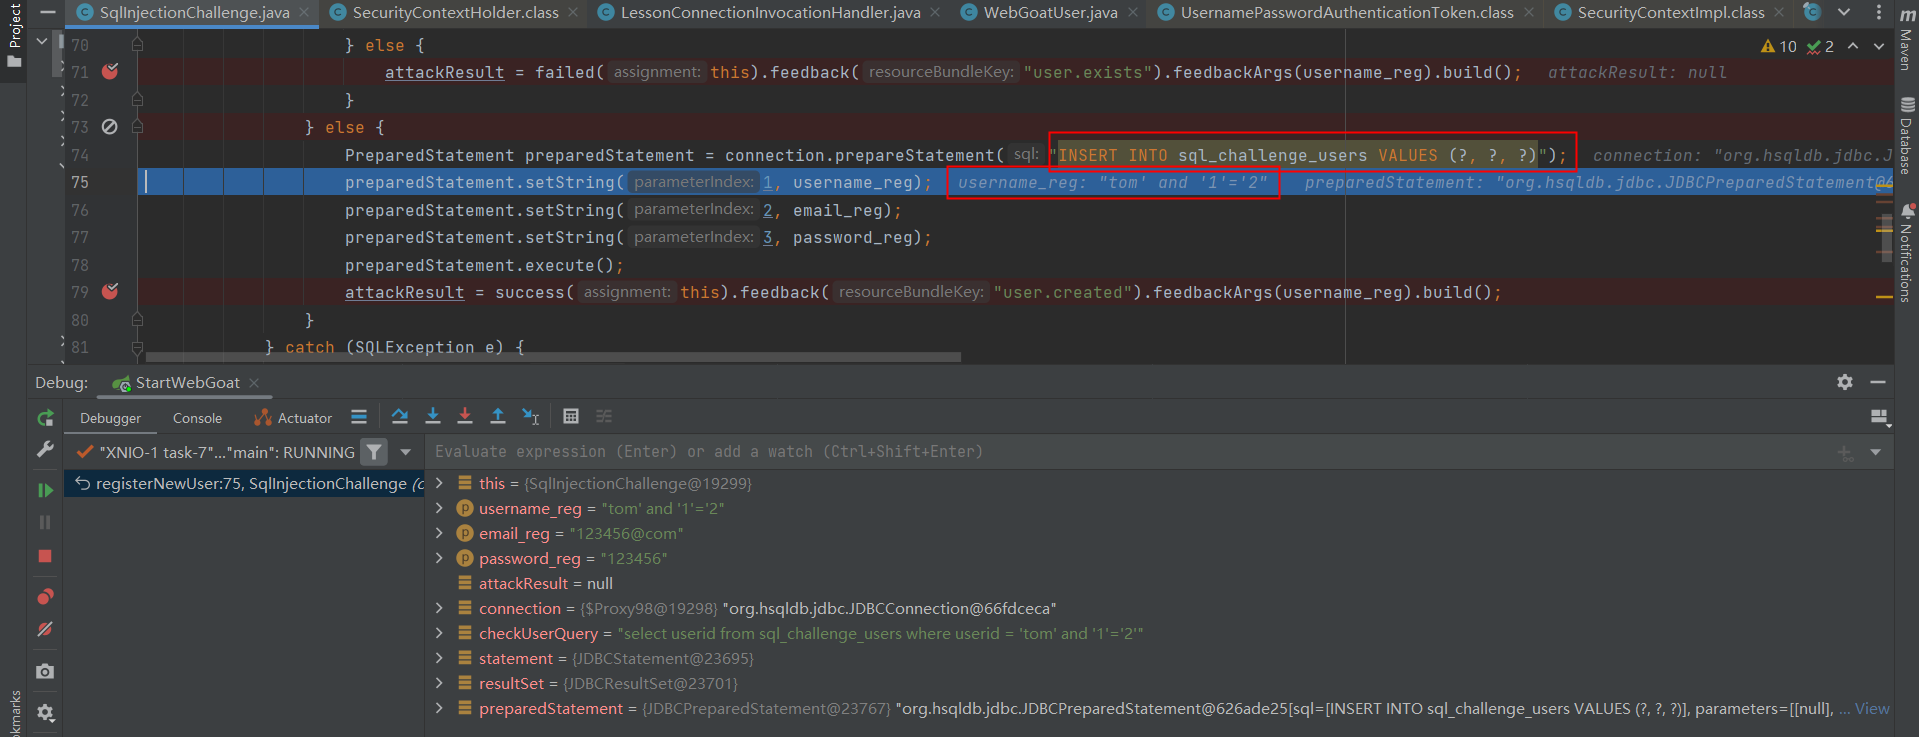 Project
SqlInjectionChallenge.java
SecurityContextHolder.class
LessonConnectionInvocationHandler.java
WebGoatUser.java
UsernamePasswordAuthenticationToken.class
SecurityContextImpl.class
Maven
Database
Notifications
10 2
70 } else {
71 attackResult = failed( assignment: this).feedback( resourceBundleKey: "user.exists").feedbackArgs(username_reg).build(); attackResult: null
72 }
73 } else {
74 PreparedStatement preparedStatement = connection.prepareStatement( sql: "INSERT INTO sql_challenge_users VALUES (?, ?, ?)"); connection: "org.hsqldb.jdbc.J
75 preparedStatement.setString( parameterIndex: 1, username_reg); username_reg: "tom' and '1'='2" preparedStatement: "org.hsqldb.jdbc.JDBCPreparedStatement@6
76 preparedStatement.setString( parameterIndex: 2, email_reg);
77 preparedStatement.setString( parameterIndex: 3, password_reg);
78 preparedStatement.execute();
79 attackResult = success( assignment: this).feedback( resourceBundleKey: "user.created").feedbackArgs(username_reg).build();
80 }
81 } catch (SQLException e) {
Debug: StartWebGoat
Debugger Console Actuator
"XNIO-1 task-7"..."main": RUNNING
Evaluate expression (Enter) or add a watch (Ctrl+Shift+Enter)
registerNewUser:75, SqlInjectionChallenge (o
this = {SqlInjectionChallenge@19299}
username_reg = "tom' and '1'='2"
email_reg = "123456@com"
password_reg = "123456"
attackResult = null
connection = {$Proxy98@19298} "org.hsqldb.jdbc.JDBCConnection@66fdceca"
checkUserQuery = "select userid from sql_challenge_users where userid = 'tom' and '1'='2'"
statement = {JDBCStatement@23695}
resultSet = {JDBCResultSet@23701}
preparedStatement = {JDBCPreparedStatement@23767} "org.hsqldb.jdbc.JDBCPreparedStatement@626ade25[sql=[INSERT INTO sql_challenge_users VALUES (?, ?, ?)], parameters=[[null], ... View
okmarks